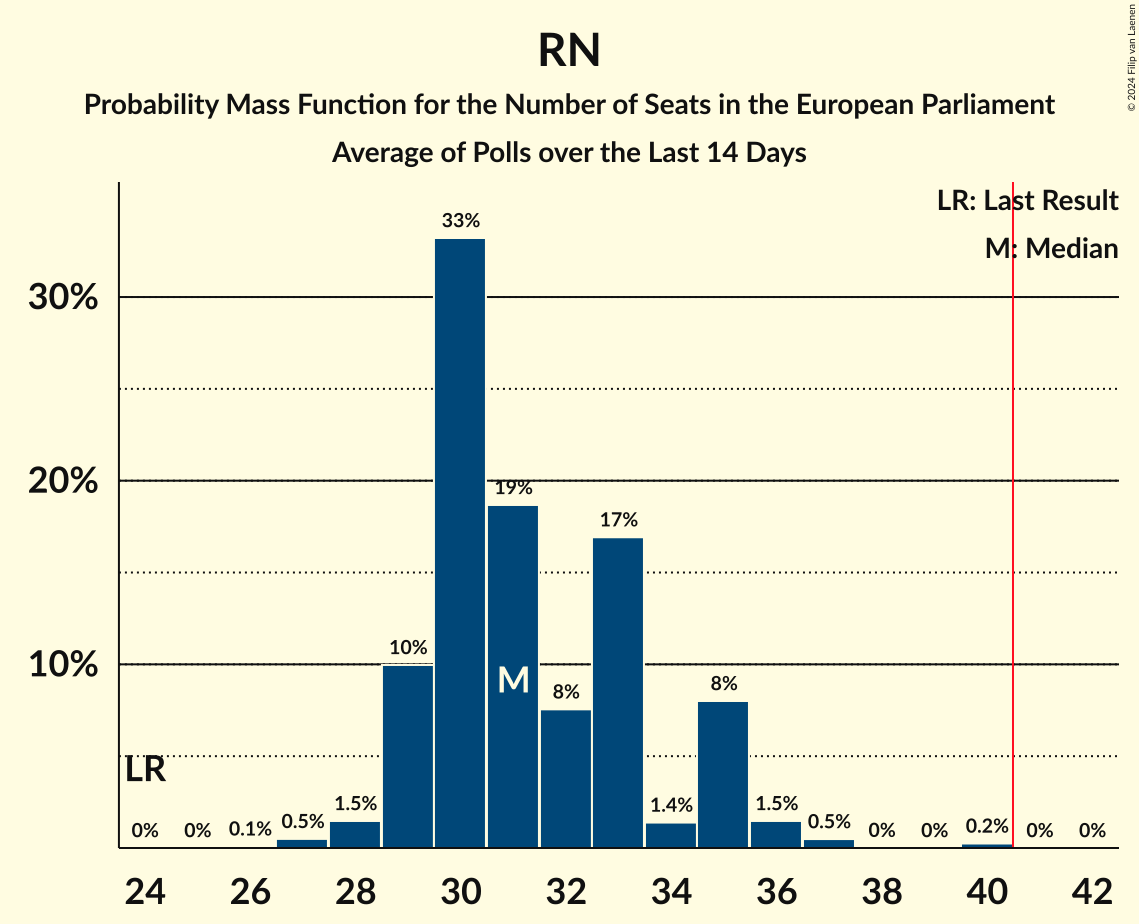 RN
Probability Mass Function for the Number of Seats in the European Parliament
Average of Polls over the Last 14 Days
© 2024 Filip van Laenen
LR: Last Result
M: Median
30%
20%
10%
33%
19%
17%
10%
M
8%
8%
LR
0%
0%
0.1%
0.5%
1.5%
1.4%
1.5%
0.5%
0%
0%
0.2%
0%
0%
24 26 28 30 32 34 36 38 40 42